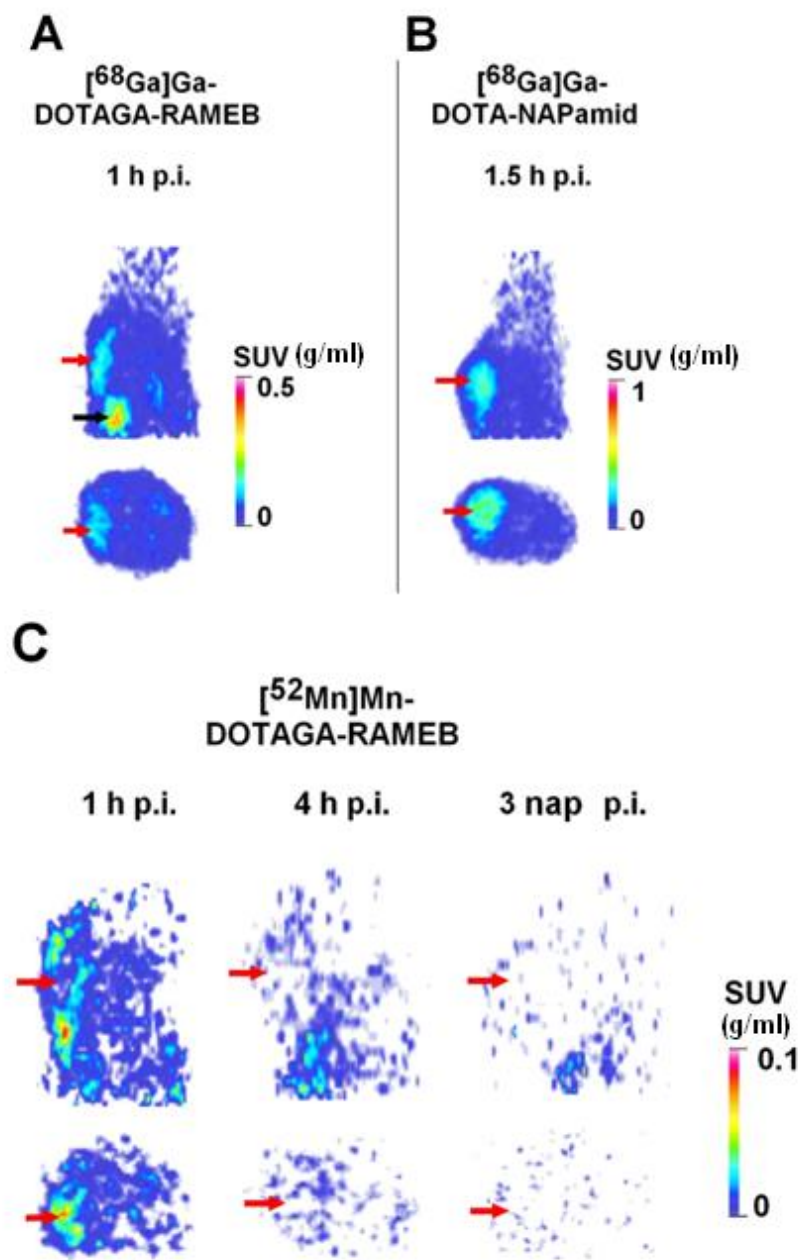 A
[⁶⁸Ga]Ga-
DOTAGA-RAMEB
1 h p.i.
SUV (g/ml)
0.5
0
B
[⁶⁸Ga]Ga-
DOTA-NAPamid
1.5 h p.i.
SUV (g/ml)
1
0
C
[⁵²Mn]Mn-
DOTAGA-RAMEB
1 h p.i. 4 h p.i. 3 nap p.i.
SUV
(g/ml)
0.1
0